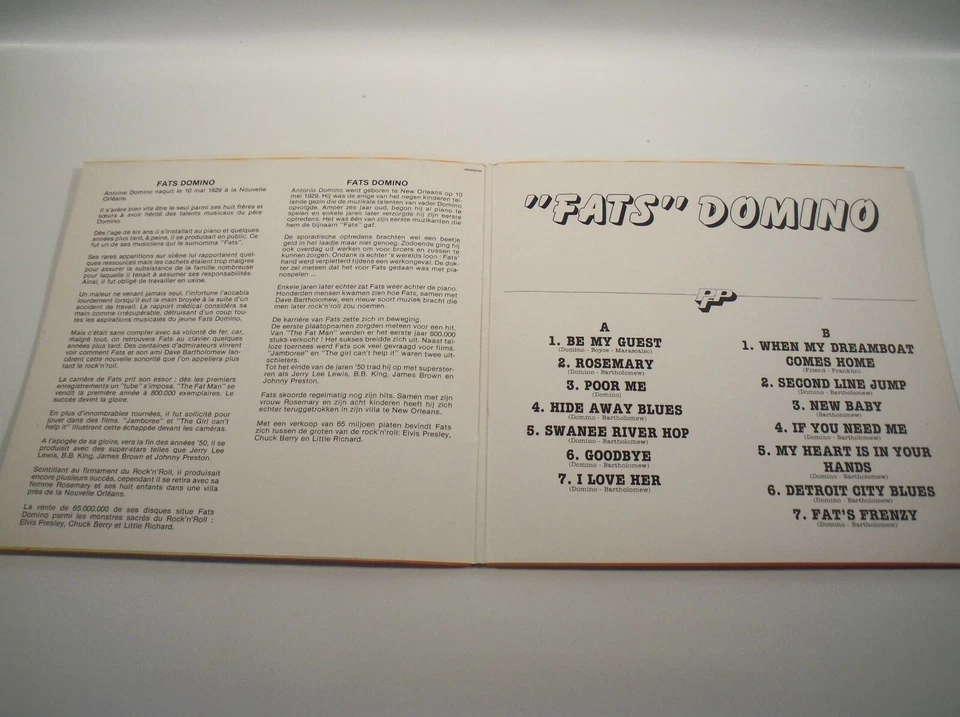 FATS DOMINO
Antoine Domino naquit le 10 mai 1929 à la Nouvelle
Orléans.
Il s'avère bien vite être le seul parmi ses huit frères et
sœurs à avoir hérité des talents musicaux du père
Domino.
Dès l'age de six ans il s'installait au piano et quelques
années plus tard, à peine, il se produisait en public. Ce
fut un de ses musiciens qui le surnomma "Fats".
Ses rares apparitions sur scène lui rapportaient quel-
ques ressources mais les cachets étaient trop maigres
pour assurer la subsistance de la famille nombreuse
pour laquelle il tenait à assumer ses responsabilités.
Ainsi, il fut obligé de travailler en usine.
Un malheur ne venant jamais seul, l'infortune l'accabla
lourdement lorsqu'il eut la main broyée à la suite d'un
accident de travail. Le rapport médical considéra sa
main comme irrécupérable, détruisant d'un coup tou-
tes les aspirations musicales du jeune Fats Domino.
Mais c'était sans compter avec sa volonté de fer, car,
malgré tout, on retrouvera Fats au clavier quelques
années plus tard. Des centaines d'admirateurs vinrent
voir comment Fats et son ami Dave Bartholomew lan-
cèrent cette nouvelle sonorité que l'on appelera plus
tard le rock'n'roll.
La carrière de Fats prit son essor : dès les premiers
enregistrements un "tube" s'imposa. "The Fat Man" se
vendit la première année à 800.000 exemplaires. Le
succès devint la gloire.
En plus d'innombrables tournées, il fut sollicité pour
jouer dans des films. "Jamboree" et "The Girl can't
help it" illustrent cette échappée devant les caméras.
A l'apogée de sa gloire, vers la fin des années '50, il se
produisit avec des super-stars telles que Jerry Lee
Lewis, B.B. King, James Brown et Johnny Preston.
Scintillant au firmament du Rock'n'Roll, il produisait
encore plusieurs succès, cependant il se retira avec sa
femme Rosemary et ses huit enfants dans une villa
près de la Nouvelle Orléans.
La vente de 65.000.000 de ses disques situe Fats
Domino parmi les monstres sacrés du Rock'n'Roll :
Elvis Presley, Chuck Berry et Little Richard.
FATS DOMINO
Antonio Domino werd geboren te New Orleans op 10
mei 1929. Hij was de enige van het negen kinderen tel-
lende gezin die de muzikale talenten van vader Domino
opvolgde. Amper zes jaar oud, begon hij al piano te
spelen en enkele jaren later verzorgde hij zijn eerste
optredens. Het was één van zijn eerste muzikanten die
hem de bijnaam "Fats" gaf.
De sporadische optredens brachten wel een beetje
geld in het laadje maar niet genoeg. Zodoende ging hij
ook overdag uit werken om voor broers en zussen te
kunnen zorgen. Ondank is echter 's werelds loon : Fats'
hand werd verpletterd tijdens een werkongeval. De dok-
ter zei meteen dat het voor Fats gedaan was met pia-
nospelen ...
Enkele jaren later echter zat Fats weer achter de piano.
Honderden mensen kwamen zien hoe Fats, samen met
Dave Bartholomew, een nieuw soort muziek bracht die
men later rock'n'roll zou noemen.
De karrière van Fats zette zich in beweging.
De eerste plaatopnamen zorgden meteen voor een hit.
Van "The Fat Man" werden er het eerste jaar 800.000
stuks verkocht ! Het sukses breidde zich uit. Naast tal-
loze toernees werd Fats ook veel gevraagd voor films.
"Jamboree" en "The girl can't help it" waren twee uit-
schieters.
Tot het einde van de jaren '50 trad hij op met superster-
ren als Jerry Lee Lewis, B.B. King, James Brown en
Johnny Preston.
Fats skoorde regelmatig nog zijn hits. Samen met zijn
vrouw Rosemary en zijn acht kinderen heeft hij zich
echter teruggetrokken in zijn villa te New Orleans.
Met een verkoop van 65 miljoen platen bevindt Fats
zich tussen de groten van de rock'n'roll: Elvis Presley,
Chuck Berry en Little Richard.
"FATS" DOMINO
A
1. BE MY GUEST
(Domino - Boyce - Marascalco)
2. ROSEMARY
(Domino - Bartholomew)
3. POOR ME
(Domino)
4. HIDE AWAY BLUES
(Domino - Bartholomew)
5. SWANEE RIVER HOP
(Domino - Bartholomew)
6. GOODBYE
(Domino - Bartholomew)
7. I LOVE HER
(Domino - Bartholomew)
B
1. WHEN MY DREAMBOAT
COMES HOME
(Friend - Franklin)
2. SECOND LINE JUMP
(Domino - Bartholomew)
3. NEW BABY
(Domino - Bartholomew)
4. IF YOU NEED ME
(Domino - Bartholomew)
5. MY HEART IS IN YOUR
HANDS
(Domino - Bartholomew)
6. DETROIT CITY BLUES
(Domino - Bartholomew)
7. FAT'S FRENZY
(Domino - Bartholomew)